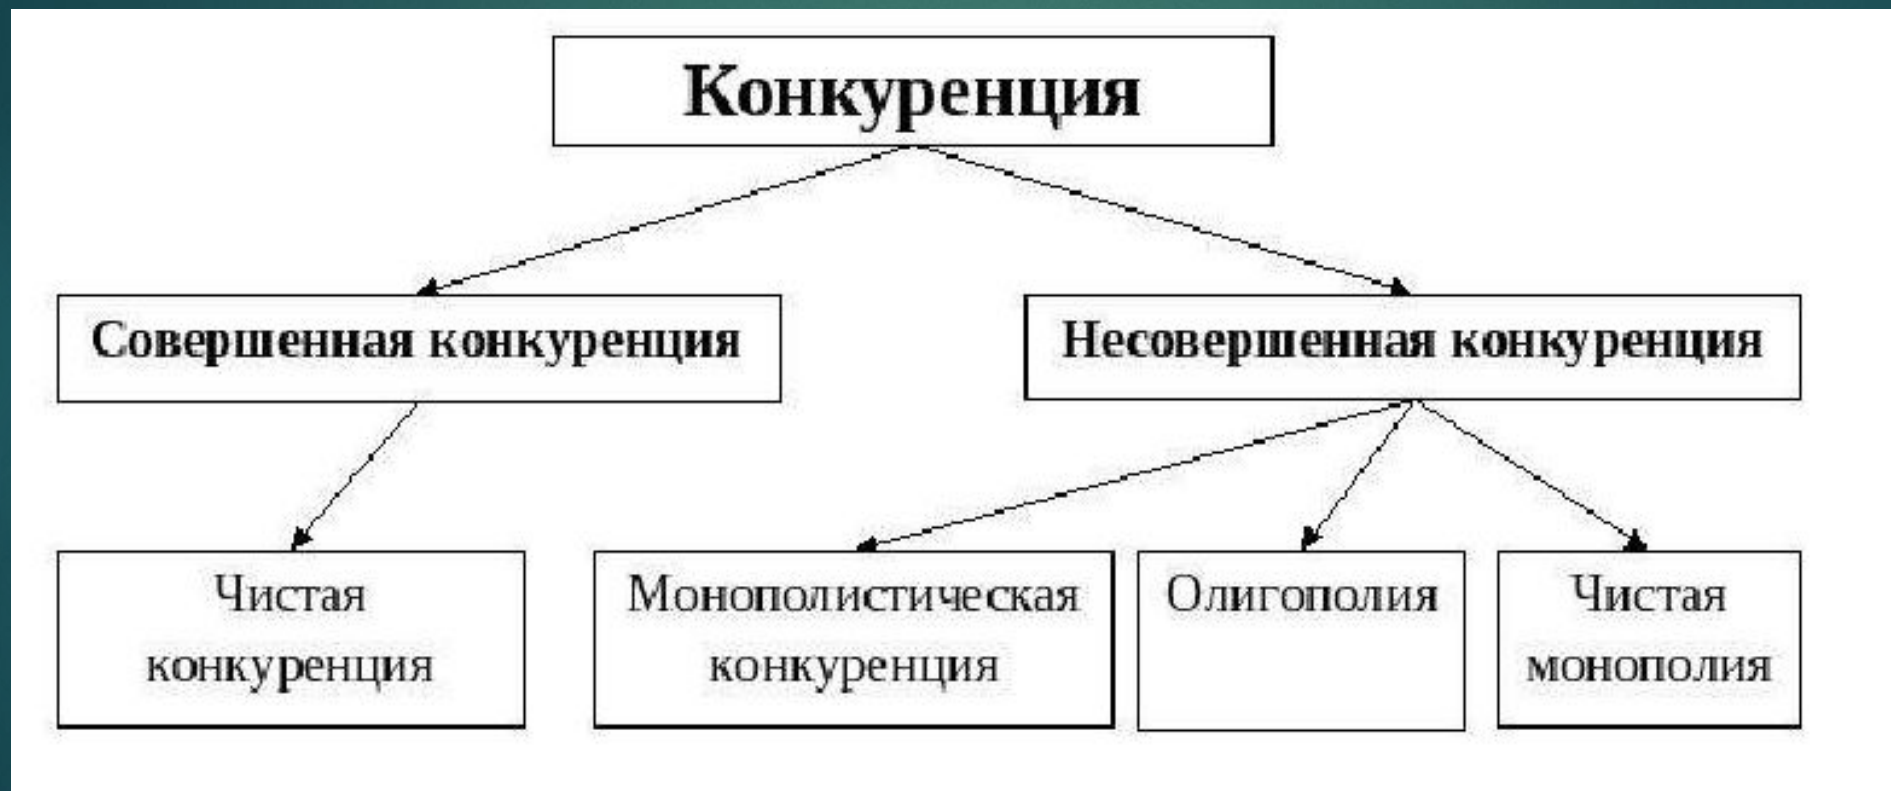 Конкуренция
Совершенная конкуренция
Несовершенная конкуренция
Чистая
конкуренция
Монополистическая
конкуренция
Олигополия
Чистая
монополия